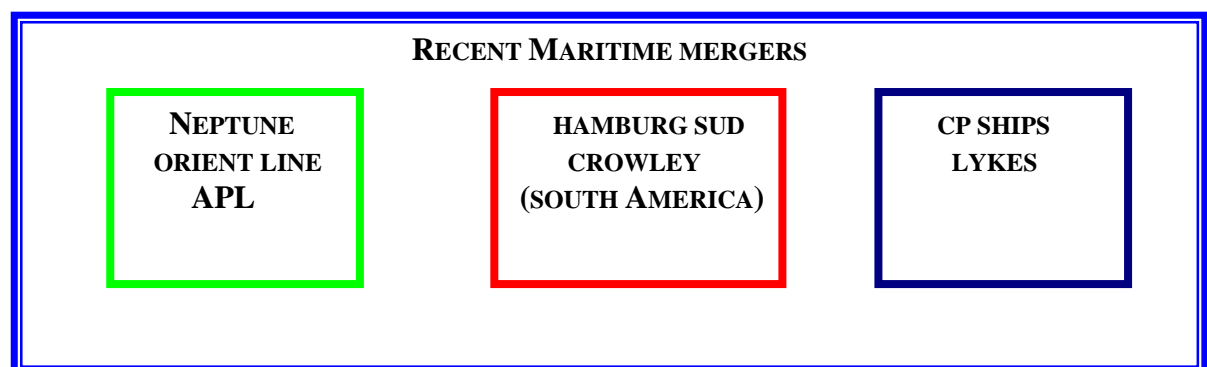 RECENT MARITIME MERGERS
NEPTUNE
ORIENT LINE
APL
HAMBURG SUD
CROWLEY
(SOUTH AMERICA)
CP SHIPS
LYKES